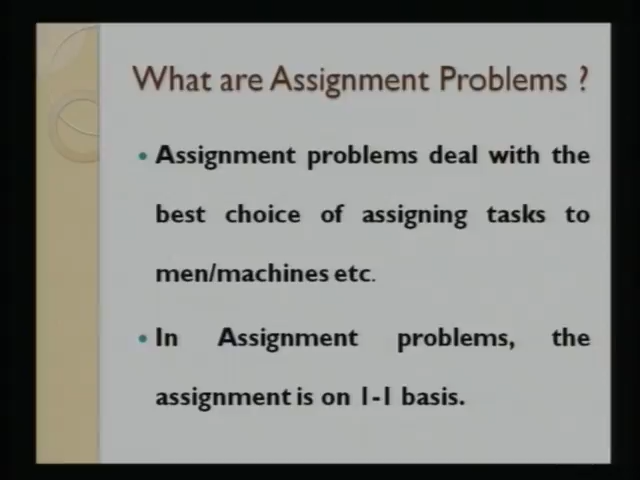 What are Assignment Problems ?
• Assignment problems deal with the
best choice of assigning tasks to
men/machines etc.
• In Assignment problems, the
assignment is on 1-1 basis.